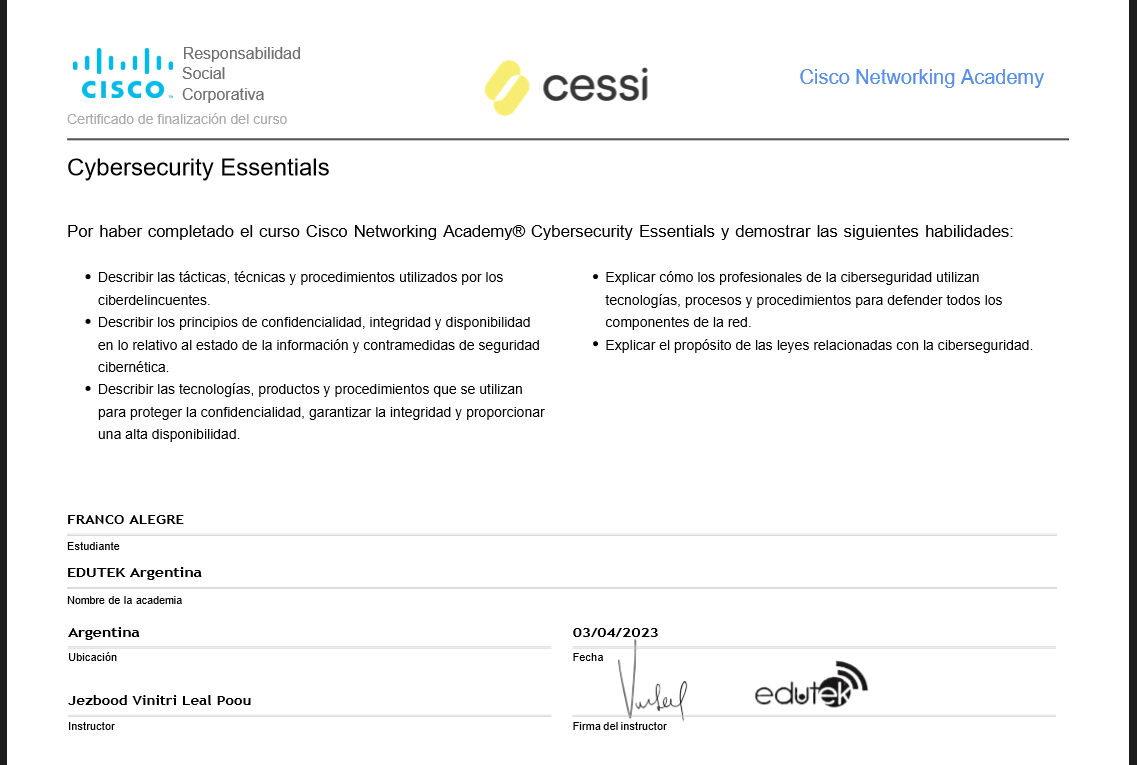 Responsabilidad
Social
Corporativa
CISCO™
Certificado de finalización del curso
cessi
Cisco Networking Academy
Cybersecurity Essentials
Por haber completado el curso Cisco Networking Academy® Cybersecurity Essentials y demostrar las siguientes habilidades:
• Describir las tácticas, técnicas y procedimientos utilizados por los
ciberdelincuentes.
• Describir los principios de confidencialidad, integridad y disponibilidad
en lo relativo al estado de la información y contramedidas de seguridad
cibernética.
• Describir las tecnologías, productos y procedimientos que se utilizan
para proteger la confidencialidad, garantizar la integridad y proporcionar
una alta disponibilidad.
• Explicar cómo los profesionales de la ciberseguridad utilizan
tecnologías, procesos y procedimientos para defender todos los
componentes de la red.
• Explicar el propósito de las leyes relacionadas con la ciberseguridad.
FRANCO ALEGRE
Estudiante
EDUTEK Argentina
Nombre de la academia
Argentina
Ubicación
03/04/2023
Fecha
Jezbood Vinitri Leal Poou
Instructor
edutek
Firma del instructor